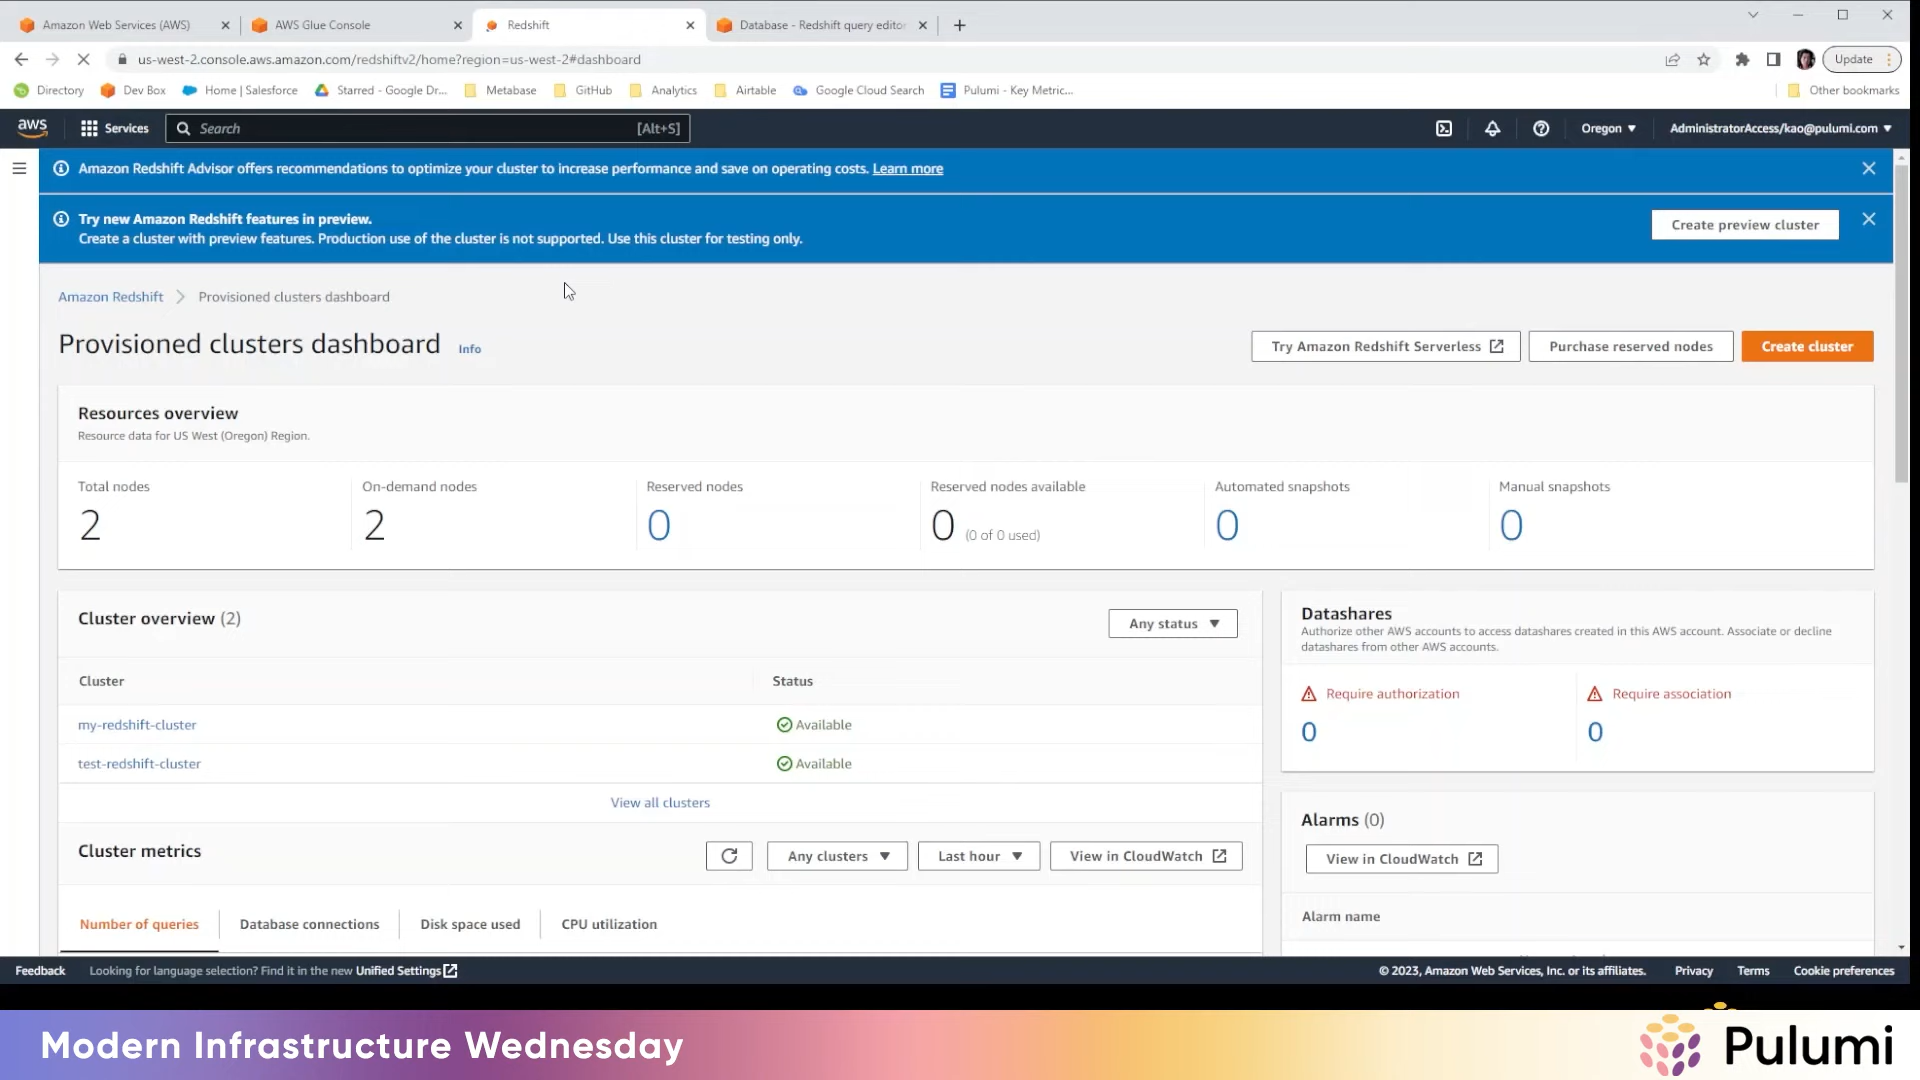 Amazon Web Services (AWS)
AWS Glue Console
Redshift
Database - Redshift query editor
us-west-2.console.aws.amazon.com/redshiftv2/home?region=us-west-2#dashboard
Update
Directory
Dev Box
Home | Salesforce
Starred - Google Dr...
Metabase
GitHub
Analytics
Airtable
Google Cloud Search
Pulumi - Key Metric...
Other bookmarks
aws
Services
Search
[Alt+S]
Oregon
AdministratorAccess/kao@pulumi.com
Amazon Redshift Advisor offers recommendations to optimize your cluster to increase performance and save on operating costs. Learn more
Try new Amazon Redshift features in preview.
Create a cluster with preview features. Production use of the cluster is not supported. Use this cluster for testing only.
Create preview cluster
Amazon Redshift
Provisioned clusters dashboard
Provisioned clusters dashboard
Info
Try Amazon Redshift Serverless
Purchase reserved nodes
Create cluster
Resources overview
Resource data for US West (Oregon) Region.
Total nodes
2
On-demand nodes
2
Reserved nodes
0
Reserved nodes available
0 (0 of 0 used)
Automated snapshots
0
Manual snapshots
0
Cluster overview (2)
Any status
Cluster
Status
my-redshift-cluster
Available
test-redshift-cluster
Available
View all clusters
Datashares
Authorize other AWS accounts to access datashares created in this AWS account. Associate or decline
datashares from other AWS accounts.
Require authorization
0
Require association
0
Cluster metrics
Any clusters
Last hour
View in CloudWatch
Number of queries
Database connections
Disk space used
CPU utilization
Alarms (0)
View in CloudWatch
Alarm name
Feedback
Looking for language selection? Find it in the new Unified Settings
© 2023, Amazon Web Services, Inc. or its affiliates.
Privacy
Terms
Cookie preferences
Modern Infrastructure Wednesday
Pulumi